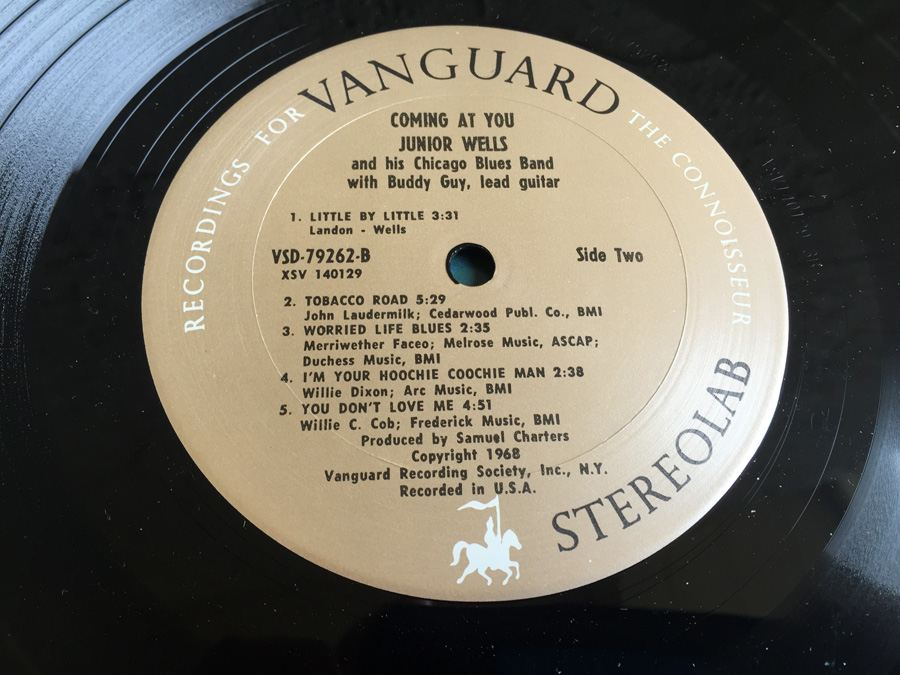 RECORDINGS FOR VANGUARD THE CONNOISSEUR
COMING AT YOU
JUNIOR WELLS
and his Chicago Blues Band
with Buddy Guy, lead guitar
1. LITTLE BY LITTLE 3:31
Landon - Wells
VSD-79262-B
Side Two
XSV 140129
2. TOBACCO ROAD 5:29
John Laudermilk; Cedarwood Publ. Co., BMI
3. WORRIED LIFE BLUES 2:35
Merriwether Faceo; Melrose Music, ASCAP;
Duchess Music, BMI
4. I'M YOUR HOOCHIE COOCHIE MAN 2:38
Willie Dixon; Arc Music, BMI
5. YOU DON'T LOVE ME 4:51
Willie C. Cob; Frederick Music, BMI
Produced by Samuel Charters
Copyright 1968
Vanguard Recording Society, Inc., N.Y.
Recorded in U.S.A.
STEREOLAB